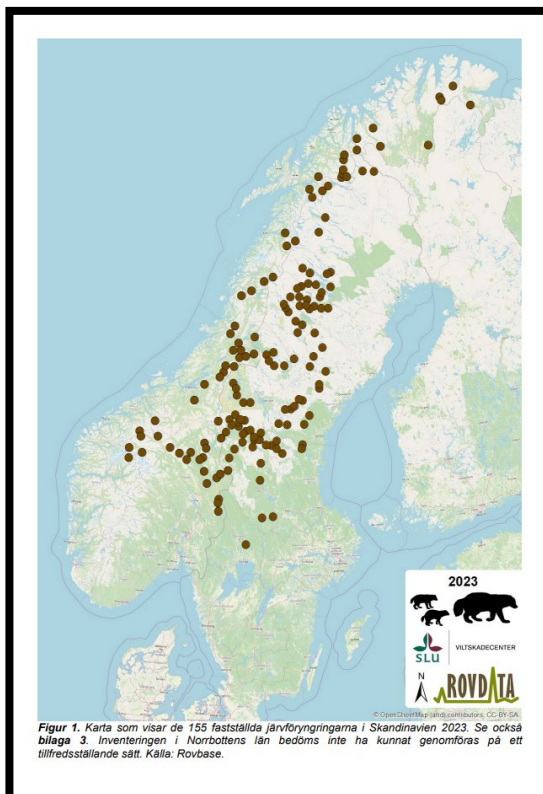 2023
SLU
VILTSKADECENTER
N
ROVDATA
© OpenStreetMap (and) contributors, CC-BY-SA
Figur 1. Karta som visar de 155 fastställda järvföryngringarna i Skandinavien 2023. Se också
bilaga 3. Inventeringen i Norrbottens län bedöms inte ha kunnat genomföras på ett
tillfredsställande sätt. Källa: Rovbase.